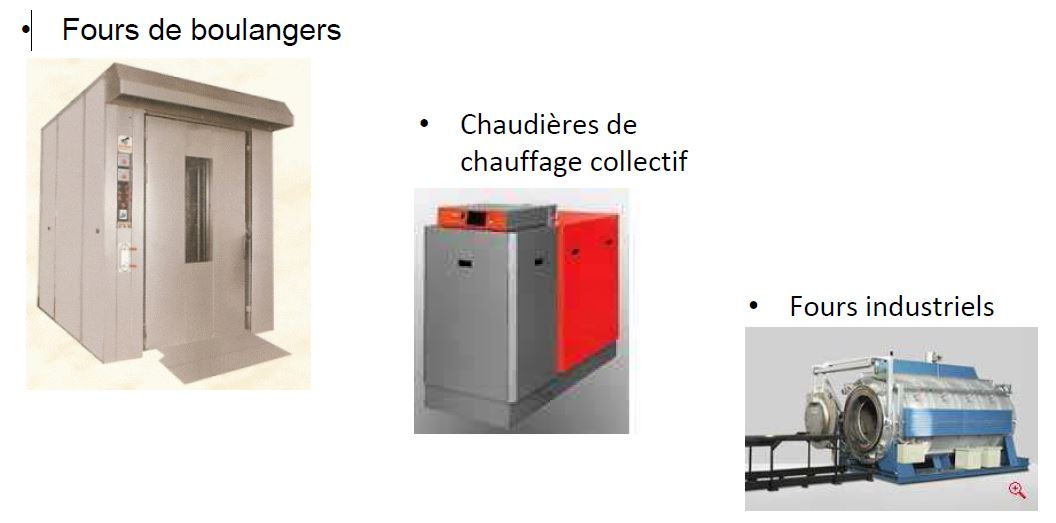 • Fours de boulangers
• Chaudières de
chauffage collectif
• Fours industriels